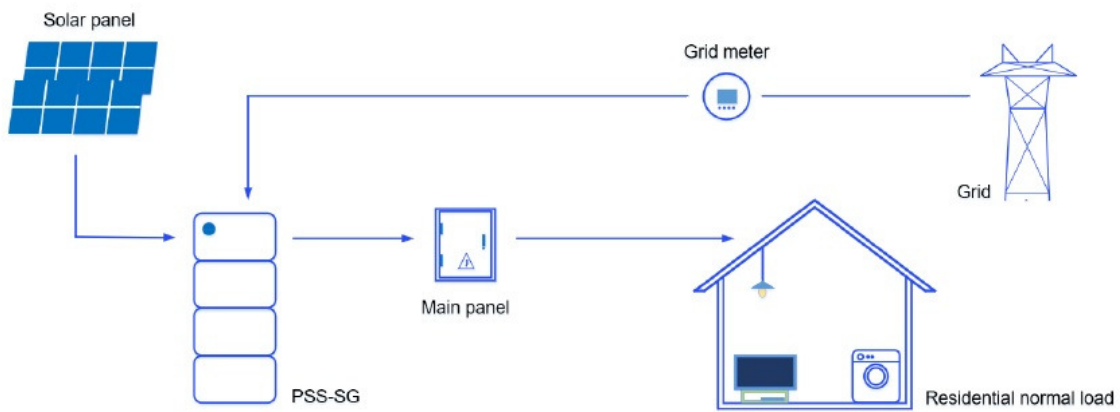 Solar panel
Grid meter
Grid
Main panel
PSS-SG
Residential normal load